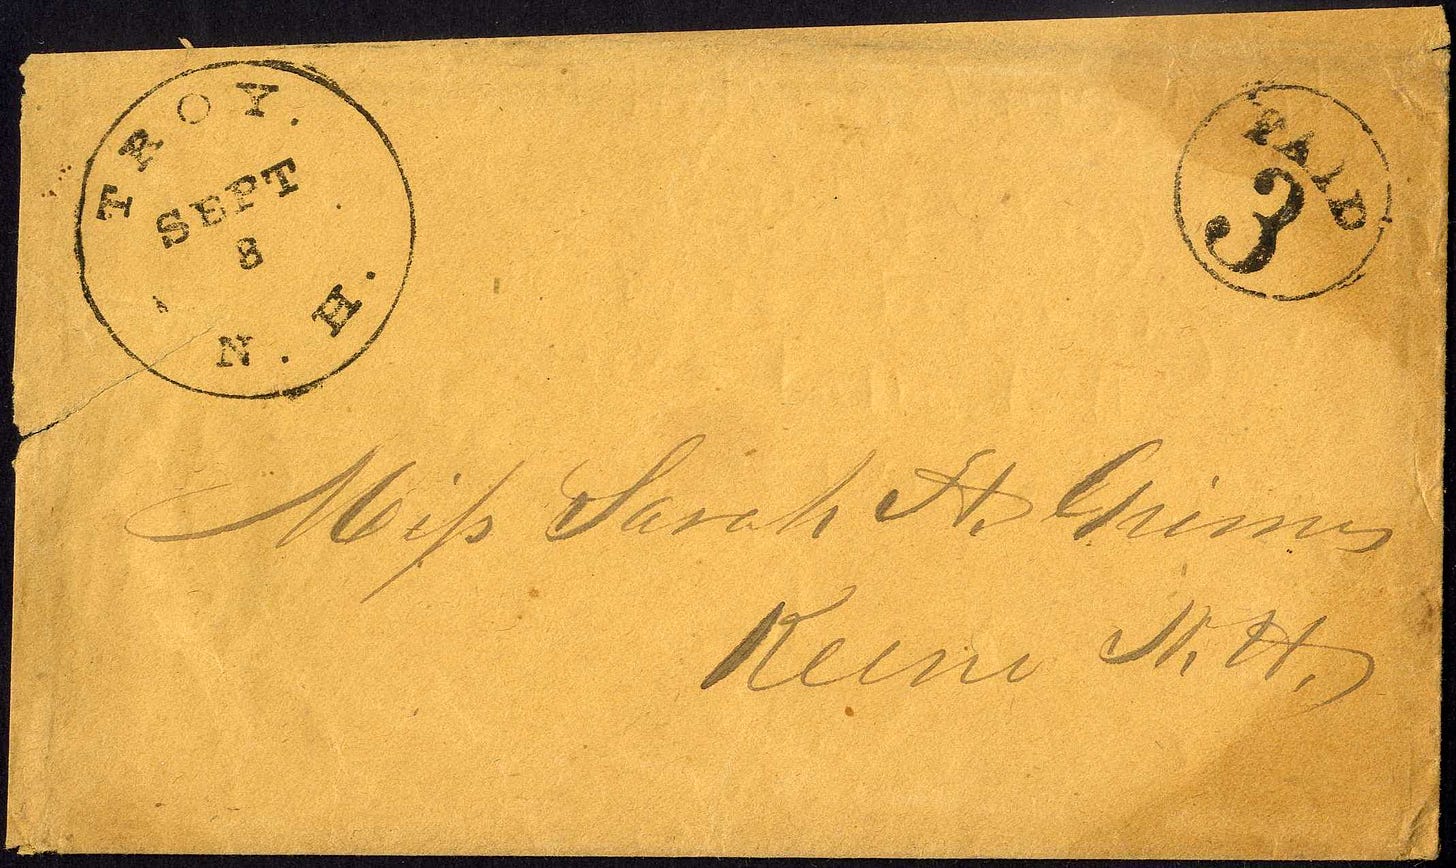 TROY.
SEPT
8
N. H.
PAID
3
Miss Sarah H. Grimes
Keene N. H.